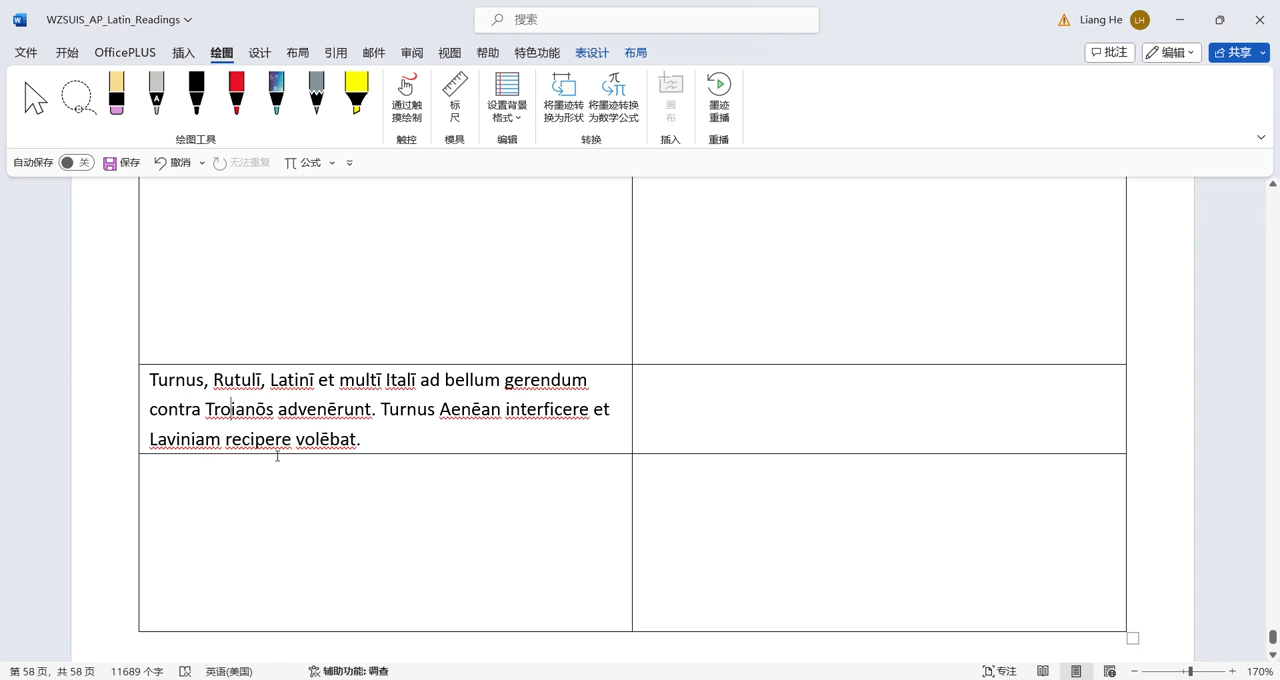 WZSUIS_AP_Latin_Readings
搜索
Liang He LH
文件 开始 OfficePLUS 插入 绘图 设计 布局 引用 邮件 审阅 视图 帮助 特色功能 表设计 布局 批注 编辑 共享
通过触摸绘制 标尺 设置背景格式 将墨迹转换为形状 将墨迹转换为数学公式 画布 墨迹重播
绘图工具 触控 模具 编辑 转换 插入 重播
自动保存 关 保存 撤消 无法重复 公式
Turnus, Rutulī, Latinī et multī Italī ad bellum gerendum
contra Troianōs advenērunt. Turnus Aenēan interficere et
Laviniam recipere volēbat.
第 58 页，共 58 页 11689 个字 英语(美国) 辅助功能: 调查 专注 170%